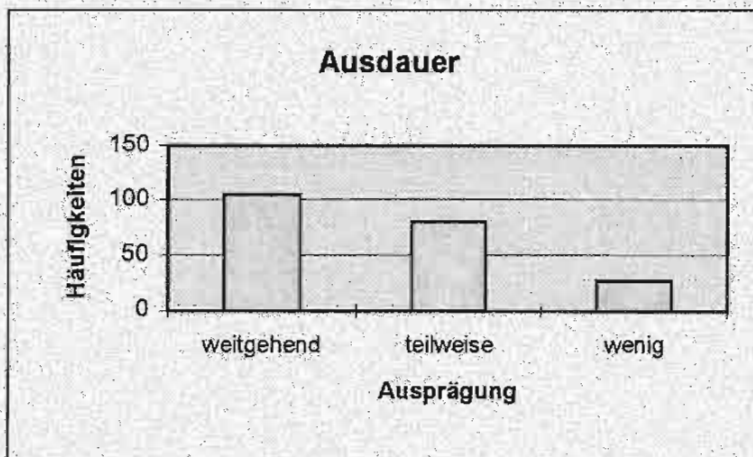 Ausdauer
Häufigkeiten
150
100
50
0
weitgehend teilweise wenig
Ausprägung